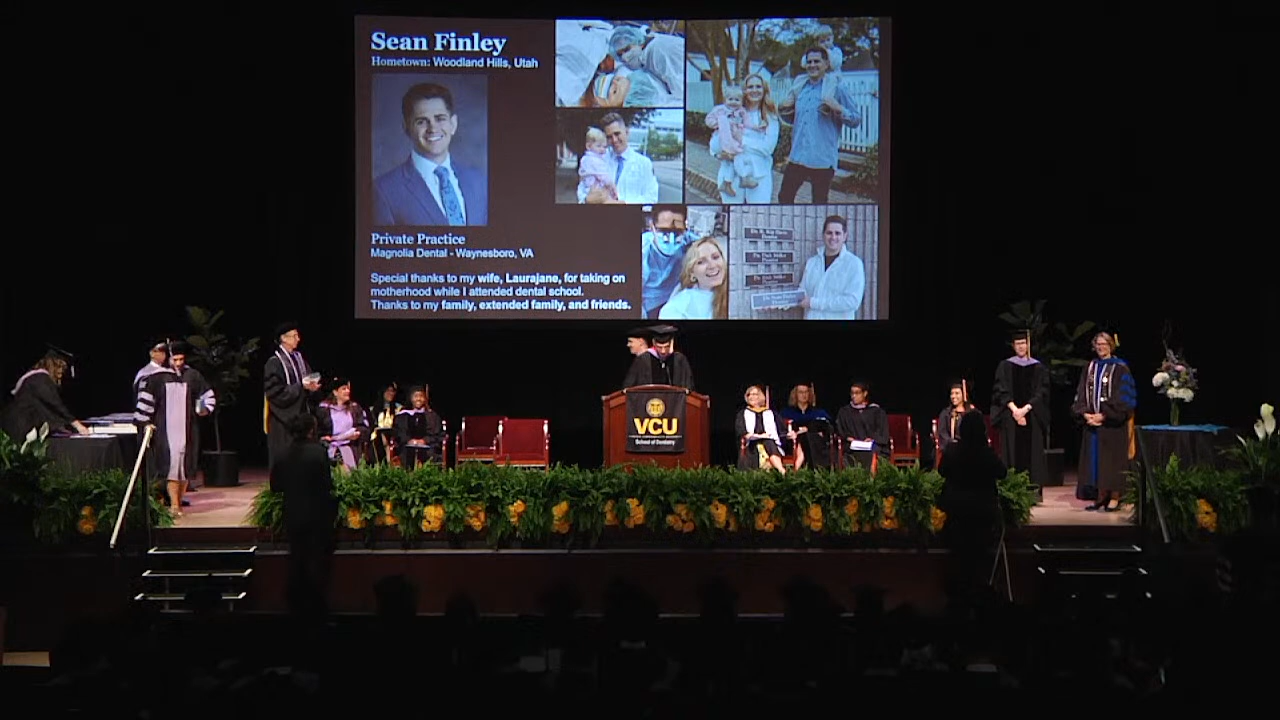 Sean Finley
Hometown: Woodland Hills, Utah
Private Practice
Magnolia Dental - Waynesboro, VA
Special thanks to my wife, Laurajane, for taking on
motherhood while I attended dental school.
Thanks to my family, extended family, and friends.
VCU
School of Dentistry